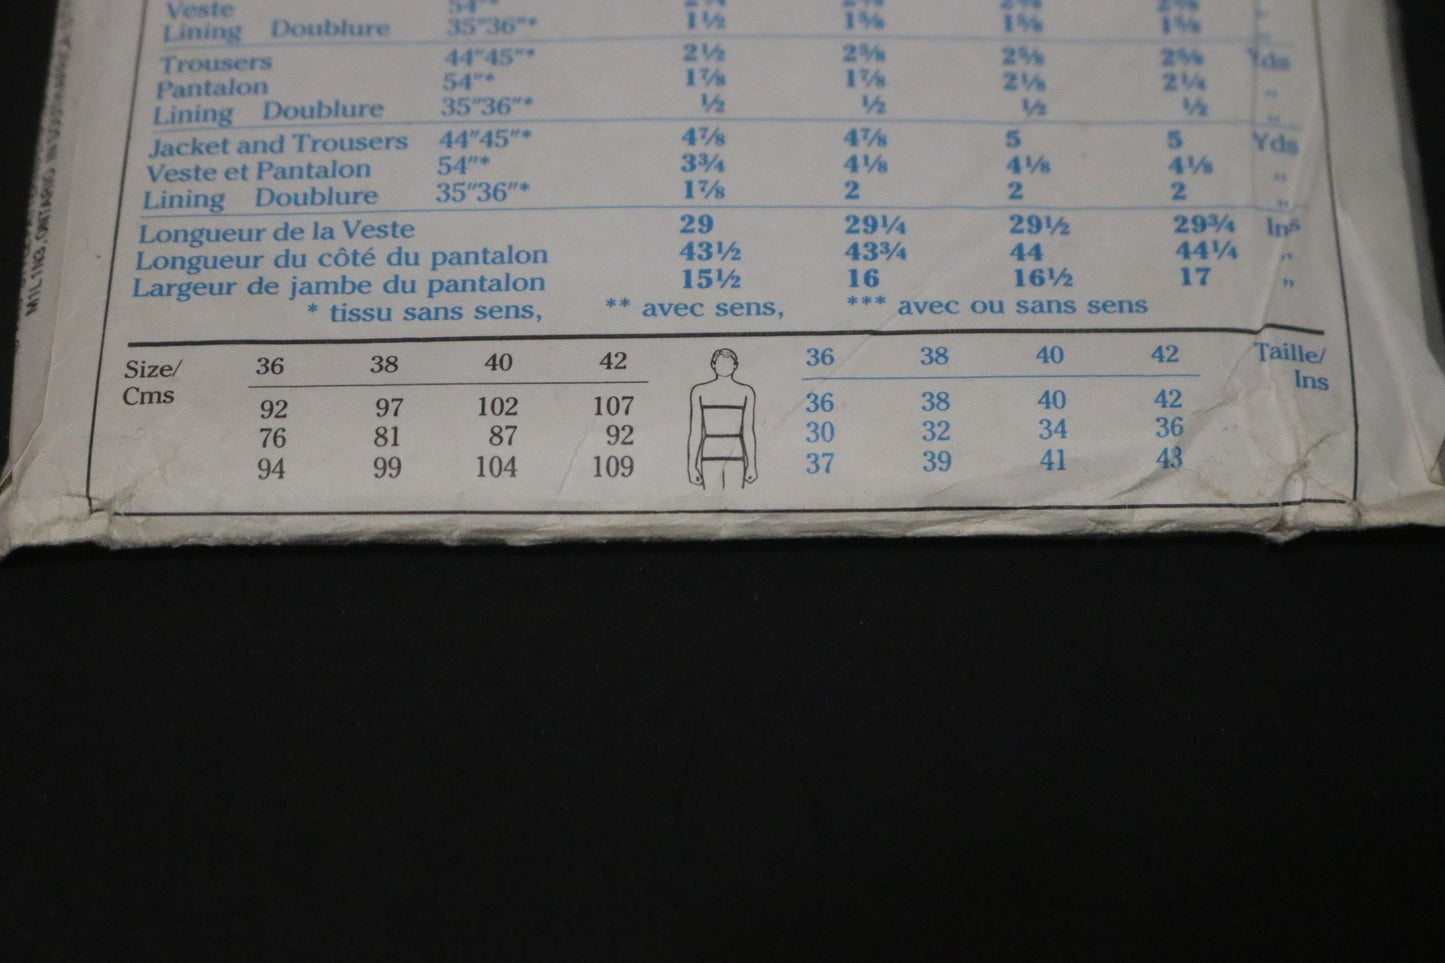 Veste 54"*
Lining Doublure 35"36"* 1½ 1⅝ 1⅝ 1⅝
Trousers 44"45"* 2½ 2⅝ 2⅝ 2⅝ Yds
Pantalon 54"* 1⅞ 1⅞ 2⅛ 2¼ "
Lining Doublure 35"36"* ½ ½ ½ ½ "
Jacket and Trousers 44"45"* 4⅞ 4⅞ 5 5 Yds
Veste et Pantalon 54"* 3¾ 4⅛ 4⅛ 4⅛ "
Lining Doublure 35"36"* 1⅞ 2 2 2 "
Longueur de la Veste 29 29¼ 29½ 29¾ Ins
Longueur du côté du pantalon 43½ 43¾ 44 44¼ "
Largeur de jambe du pantalon 15½ 16 16½ 17 "
* tissu sans sens, ** avec sens, *** avec ou sans sens
Size/ 36 38 40 42 36 38 40 42 Taille/
Cms Ins
92 97 102 107 36 38 40 42
76 81 87 92 30 32 34 36
94 99 104 109 37 39 41 43
M1L 1N3, ONTARIO. IN SOUTH AFRICA